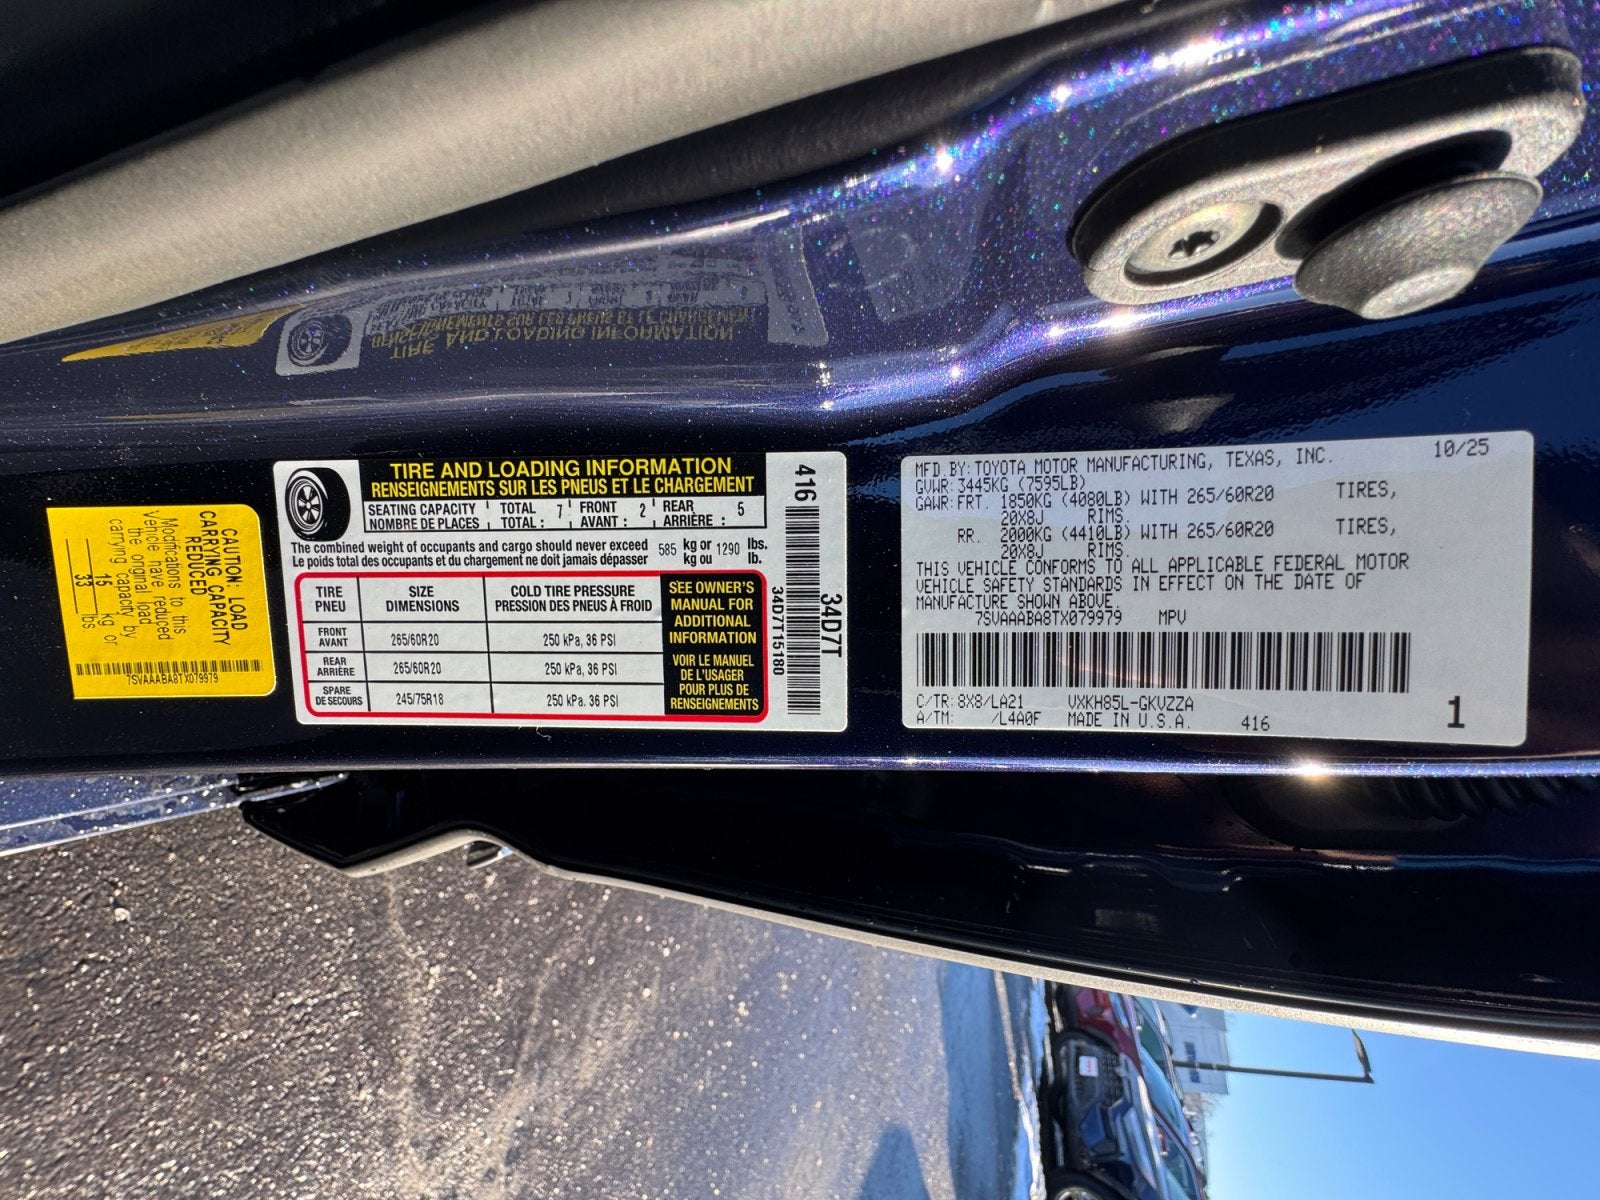 CAUTION: LOAD
CARRYING CAPACITY
REDUCED
Modifications to this
Vehicle have reduced
the original load
carrying capacity by
15 kg or
33 lbs
7SVAAABA8TX079979
TIRE AND LOADING INFORMATION
RENSEIGNEMENTS SUR LES PNEUS ET LE CHARGEMENT
SEATING CAPACITY TOTAL 7 FRONT 2 REAR 5
NOMBRE DE PLACES TOTAL : AVANT : ARRIÈRE :
The combined weight of occupants and cargo should never exceed 585 kg or 1290 lbs.
Le poids total des occupants et du chargement ne doit jamais dépasser kg ou lb.
TIRE SIZE COLD TIRE PRESSURE
PNEU DIMENSIONS PRESSION DES PNEUS À FROID
FRONT
AVANT 265/60R20 250 kPa, 36 PSI
REAR
ARRIÈRE 265/60R20 250 kPa, 36 PSI
SPARE
DE SECOURS 245/75R18 250 kPa. 36 PSI
SEE OWNER'S
MANUAL FOR
ADDITIONAL
INFORMATION
VOIR LE MANUEL
DE L'USAGER
POUR PLUS DE
RENSEIGNEMENTS
416
34D7T
34D7T15180
MFD.BY:TOYOTA MOTOR MANUFACTURING, TEXAS, INC. 10/25
GVWR:3445KG (7595LB)
GAWR:FRT. 1850KG (4080LB) WITH 265/60R20 TIRES,
20X8J RIMS.
RR. 2000KG (4410LB) WITH 265/60R20 TIRES,
20X8J RIMS.
THIS VEHICLE CONFORMS TO ALL APPLICABLE FEDERAL MOTOR
VEHICLE SAFETY STANDARDS IN EFFECT ON THE DATE OF
MANUFACTURE SHOWN ABOVE.
7SVAAABA8TX079979 MPV
C/TR:8X8/LA21 VXKH85L-GKVZZA
A/TM: /L4A0F MADE IN U.S.A. 416 1